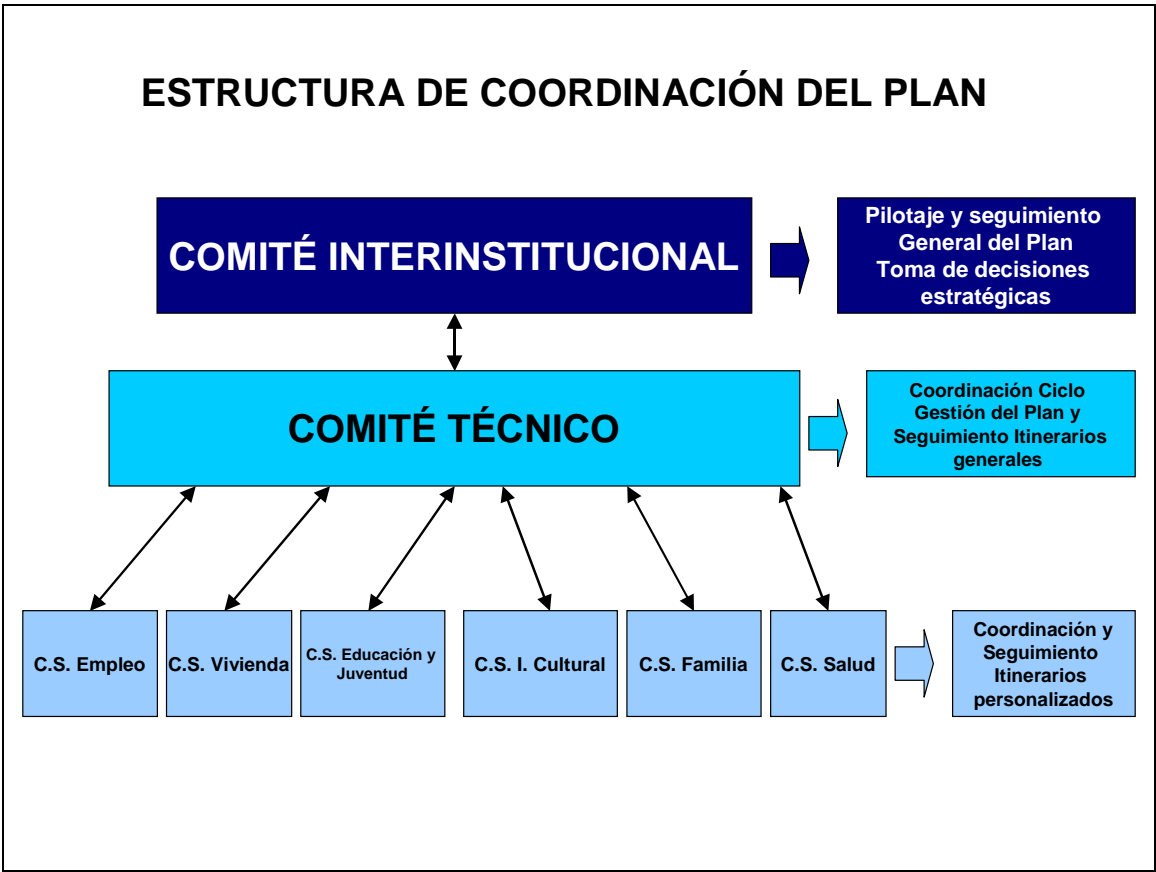 ESTRUCTURA DE COORDINACIÓN DEL PLAN
COMITÉ INTERINSTITUCIONAL
Pilotaje y seguimiento
General del Plan
Toma de decisiones
estratégicas
COMITÉ TÉCNICO
Coordinación Ciclo
Gestión del Plan y
Seguimiento Itinerarios
generales
C.S. Empleo
C.S. Vivienda
C.S. Educación y
Juventud
C.S. I. Cultural
C.S. Familia
C.S. Salud
Coordinación y
Seguimiento
Itinerarios
personalizados